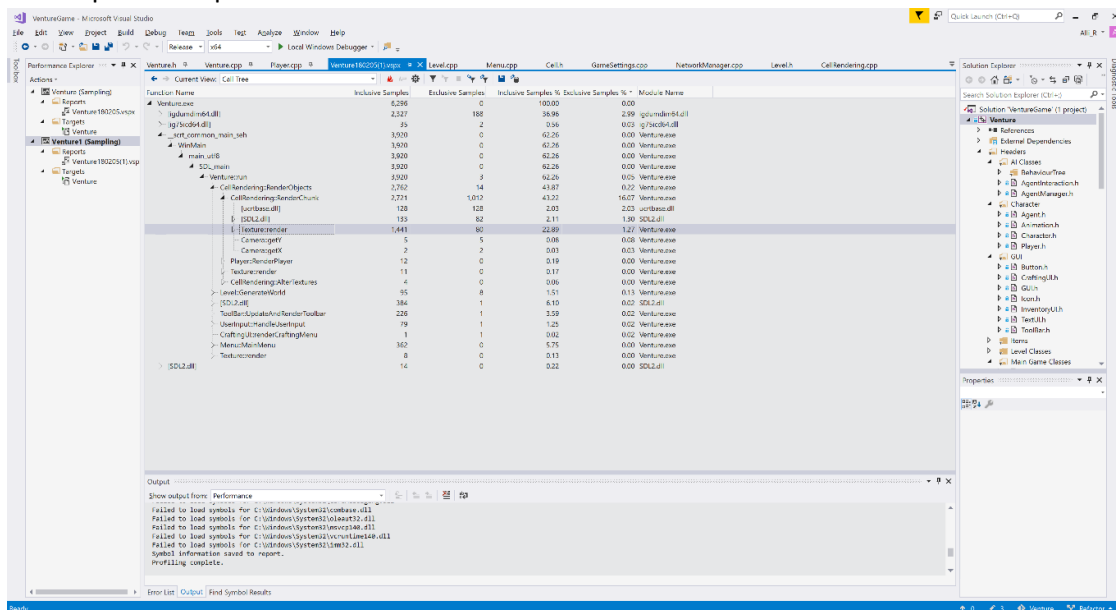 VentureGame - Microsoft Visual Studio
Quick Launch (Ctrl+Q)
File Edit View Project Build Debug Team Tools Test Analyze Window Help
Ali_R
Release x64 Local Windows Debugger
Toolbox
Performance Explorer
Actions
Venture (Sampling)
Reports
Venture180205.vspx
Targets
Venture
Venture1 (Sampling)
Reports
Venture180205(1).vsp
Targets
Venture
Venture.h Venture.cpp Player.cpp Venture180205(1).vspx Level.cpp Menu.cpp Cell.h GameSettings.cpp NetworkManager.cpp Level.h CellRendering.cpp
Current View: Call Tree
Function Name Inclusive Samples Exclusive Samples Inclusive Samples % Exclusive Samples % Module Name
Venture.exe 6,296 0 100.00 0.00
[igdumdim64.dll] 2,327 188 36.96 2.99 igdumdim64.dll
[ig75icd64.dll] 35 2 0.56 0.03 ig75icd64.dll
__scrt_common_main_seh 3,920 0 62.26 0.00 Venture.exe
WinMain 3,920 0 62.26 0.00 Venture.exe
main_utf8 3,920 0 62.26 0.00 Venture.exe
SDL_main 3,920 0 62.26 0.00 Venture.exe
Venture::run 3,920 3 62.26 0.05 Venture.exe
CellRendering::RenderObjects 2,762 14 43.87 0.22 Venture.exe
CellRendering::RenderChunk 2,721 1,012 43.22 16.07 Venture.exe
[ucrtbase.dll] 128 128 2.03 2.03 ucrtbase.dll
[SDL2.dll] 133 82 2.11 1.30 SDL2.dll
Texture::render 1,441 80 22.89 1.27 Venture.exe
Camera::getY 5 5 0.08 0.08 Venture.exe
Camera::getX 2 2 0.03 0.03 Venture.exe
Player::RenderPlayer 12 0 0.19 0.00 Venture.exe
Texture::render 11 0 0.17 0.00 Venture.exe
CellRendering::AlterTextures 4 0 0.06 0.00 Venture.exe
Level::GenerateWorld 95 8 1.51 0.13 Venture.exe
[SDL2.dll] 384 1 6.10 0.02 SDL2.dll
ToolBar::UpdateAndRenderToolbar 226 1 3.59 0.02 Venture.exe
UserInput::HandleUserInput 79 1 1.25 0.02 Venture.exe
CraftingUI::renderCraftingMenu 1 1 0.02 0.02 Venture.exe
Menu::MainMenu 362 0 5.75 0.00 Venture.exe
Texture::render 8 0 0.13 0.00 Venture.exe
[SDL2.dll] 14 0 0.22 0.00 SDL2.dll
Output
Show output from: Performance
Failed to load symbols for C:\Windows\System32\combase.dll
Failed to load symbols for C:\Windows\System32\oleaut32.dll
Failed to load symbols for C:\Windows\System32\msvcp140.dll
Failed to load symbols for C:\Windows\System32\vcruntime140.dll
Failed to load symbols for C:\Windows\System32\imm32.dll
Symbol information saved to report.
Profiling complete.
Error List Output Find Symbol Results
Solution Explorer
Search Solution Explorer (Ctrl+;)
Solution 'VentureGame' (1 project)
Venture
References
External Dependencies
Headers
AI Classes
BehaviourTree
AgentInteraction.h
AgentManager.h
Character
Agent.h
Animation.h
Character.h
Player.h
GUI
Button.h
CraftingUI.h
GUI.h
Icon.h
InventoryUI.h
TextUI.h
ToolBar.h
Items
Level Classes
Main Game Classes
Properties
Diagnostic Tools
Ready
0 3 Venture Refactor